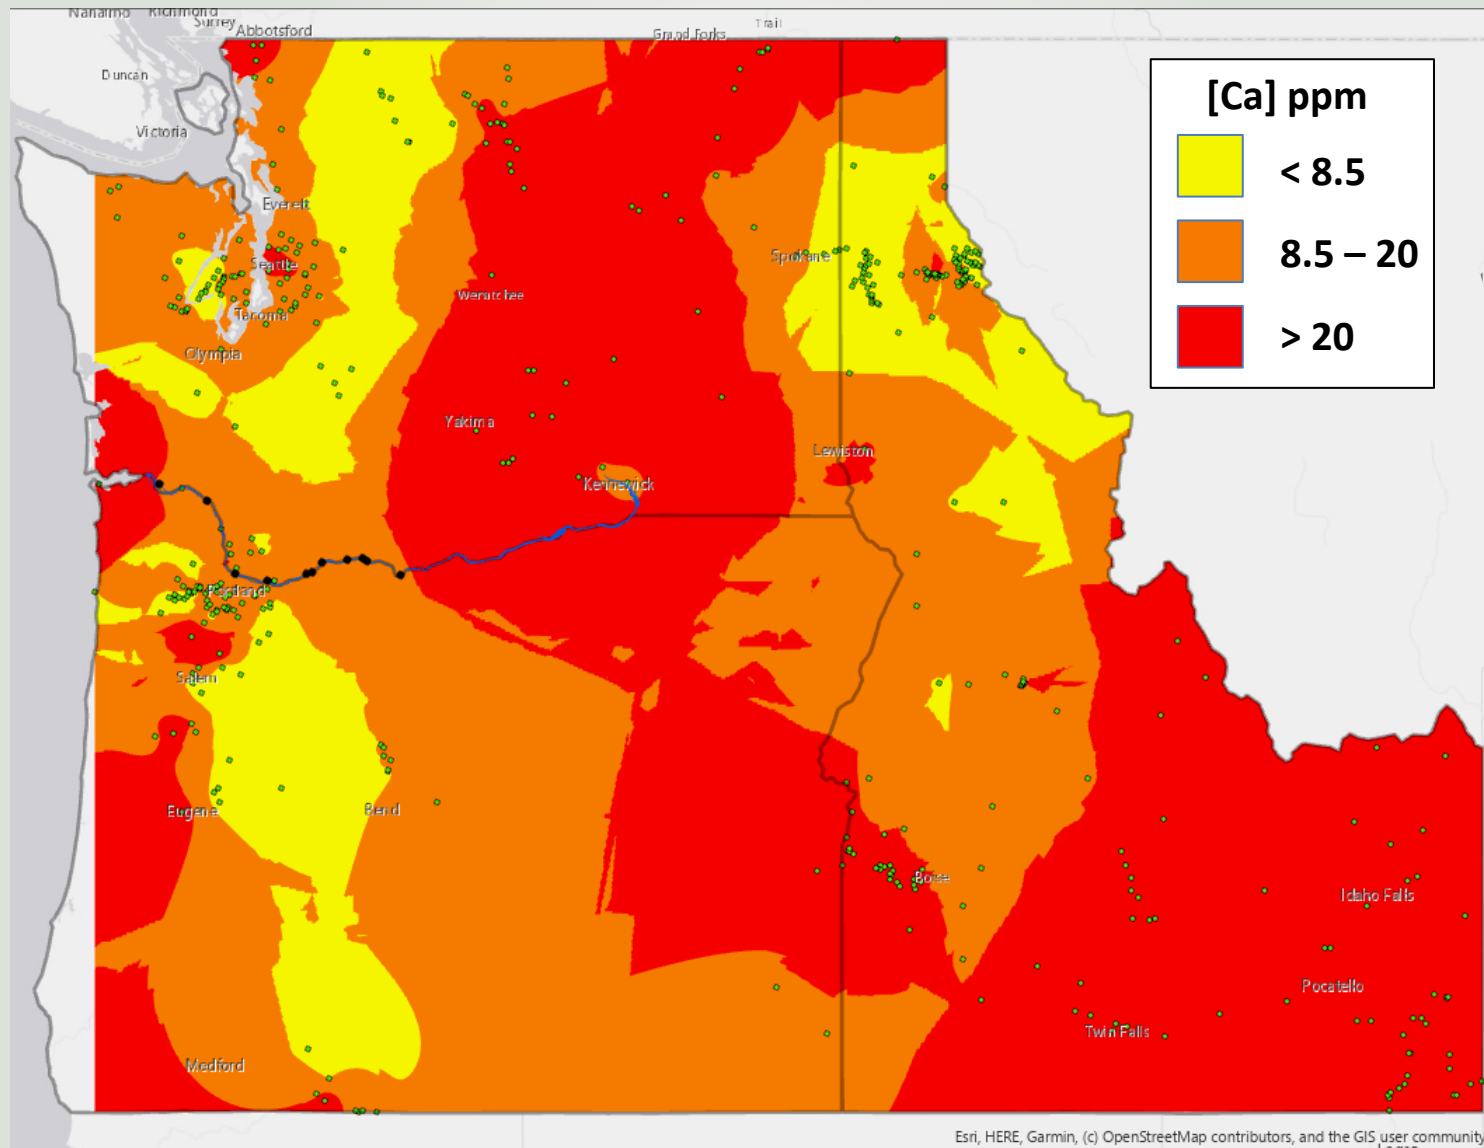 Nanaimo
Richmond
Surrey
Abbotsford
Trail
Grand Forks
Duncan
Victoria
[Ca] ppm
< 8.5
8.5 – 20
> 20
Everett
Seattle
Spokane
Wenatchee
Tacoma
Olympia
Yakima
Lewiston
Kennewick
Portland
Salem
Eugene
Bend
Boise
Idaho Falls
Pocatello
Twin Falls
Medford
Esri, HERE, Garmin, (c) OpenStreetMap contributors, and the GIS user community